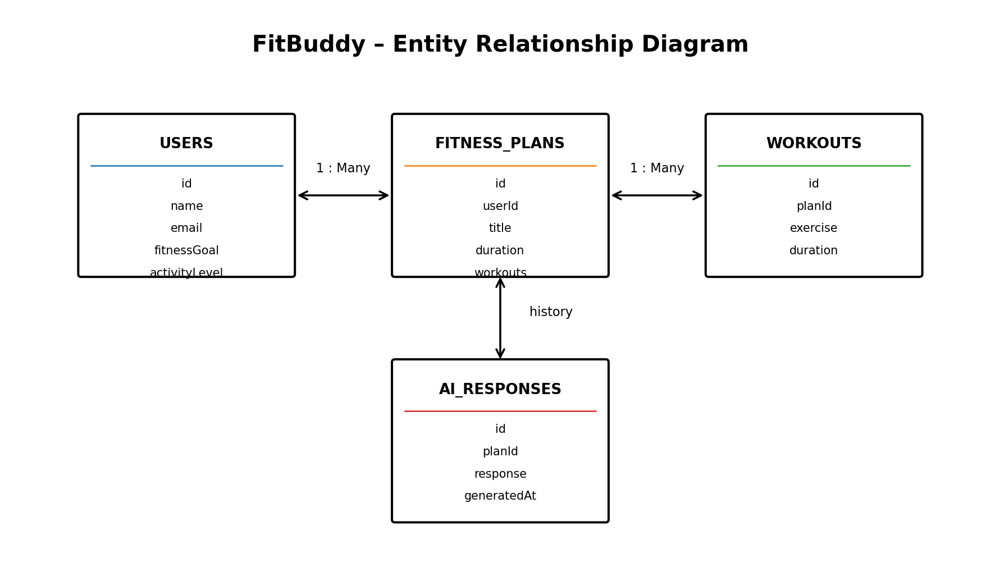 FitBuddy – Entity Relationship Diagram
USERS
id
name
email
fitnessGoal
activityLevel
1 : Many
FITNESS_PLANS
id
userId
title
duration
workouts
1 : Many
WORKOUTS
id
planId
exercise
duration
history
AI_RESPONSES
id
planId
response
generatedAt